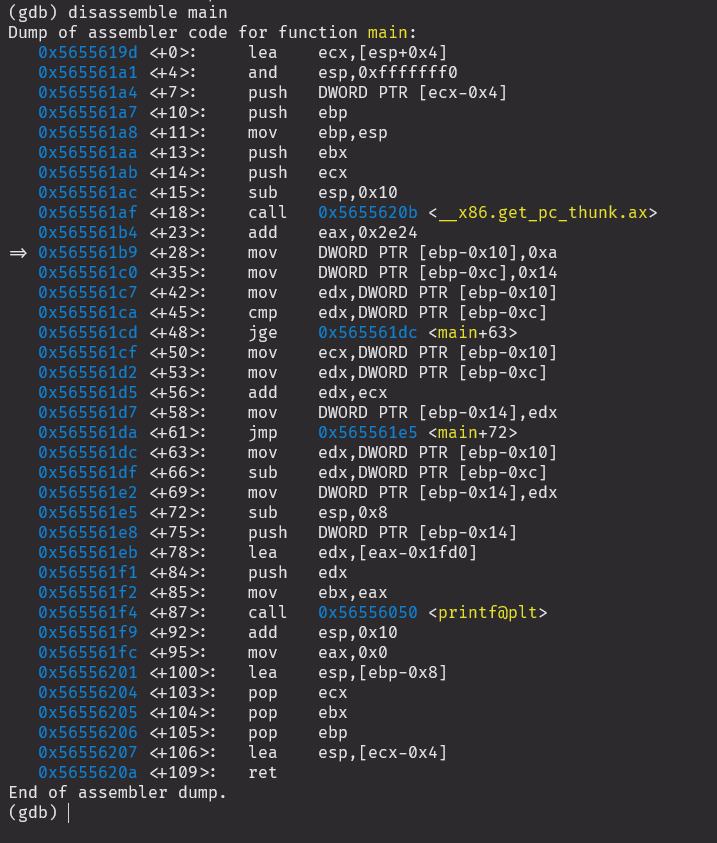 (gdb) disassemble main
Dump of assembler code for function main:
   0x5655619d <+0>:    lea    ecx,[esp+0x4]
   0x565561a1 <+4>:    and    esp,0xfffffff0
   0x565561a4 <+7>:    push   DWORD PTR [ecx-0x4]
   0x565561a7 <+10>:   push   ebp
   0x565561a8 <+11>:   mov    ebp,esp
   0x565561aa <+13>:   push   ebx
   0x565561ab <+14>:   push   ecx
   0x565561ac <+15>:   sub    esp,0x10
   0x565561af <+18>:   call   0x5655620b <__x86.get_pc_thunk.ax>
   0x565561b4 <+23>:   add    eax,0x2e24
=> 0x565561b9 <+28>:   mov    DWORD PTR [ebp-0x10],0xa
   0x565561c0 <+35>:   mov    DWORD PTR [ebp-0xc],0x14
   0x565561c7 <+42>:   mov    edx,DWORD PTR [ebp-0x10]
   0x565561ca <+45>:   cmp    edx,DWORD PTR [ebp-0xc]
   0x565561cd <+48>:   jge    0x565561dc <main+63>
   0x565561cf <+50>:   mov    ecx,DWORD PTR [ebp-0x10]
   0x565561d2 <+53>:   mov    edx,DWORD PTR [ebp-0xc]
   0x565561d5 <+56>:   add    edx,ecx
   0x565561d7 <+58>:   mov    DWORD PTR [ebp-0x14],edx
   0x565561da <+61>:   jmp    0x565561e5 <main+72>
   0x565561dc <+63>:   mov    edx,DWORD PTR [ebp-0x10]
   0x565561df <+66>:   sub    edx,DWORD PTR [ebp-0xc]
   0x565561e2 <+69>:   mov    DWORD PTR [ebp-0x14],edx
   0x565561e5 <+72>:   sub    esp,0x8
   0x565561e8 <+75>:   push   DWORD PTR [ebp-0x14]
   0x565561eb <+78>:   lea    edx,[eax-0x1fd0]
   0x565561f1 <+84>:   push   edx
   0x565561f2 <+85>:   mov    ebx,eax
   0x565561f4 <+87>:   call   0x56556050 <printf@plt>
   0x565561f9 <+92>:   add    esp,0x10
   0x565561fc <+95>:   mov    eax,0x0
   0x56556201 <+100>:  lea    esp,[ebp-0x8]
   0x56556204 <+103>:  pop    ecx
   0x56556205 <+104>:  pop    ebx
   0x56556206 <+105>:  pop    ebp
   0x56556207 <+106>:  lea    esp,[ecx-0x4]
   0x5655620a <+109>:  ret
End of assembler dump.
(gdb)